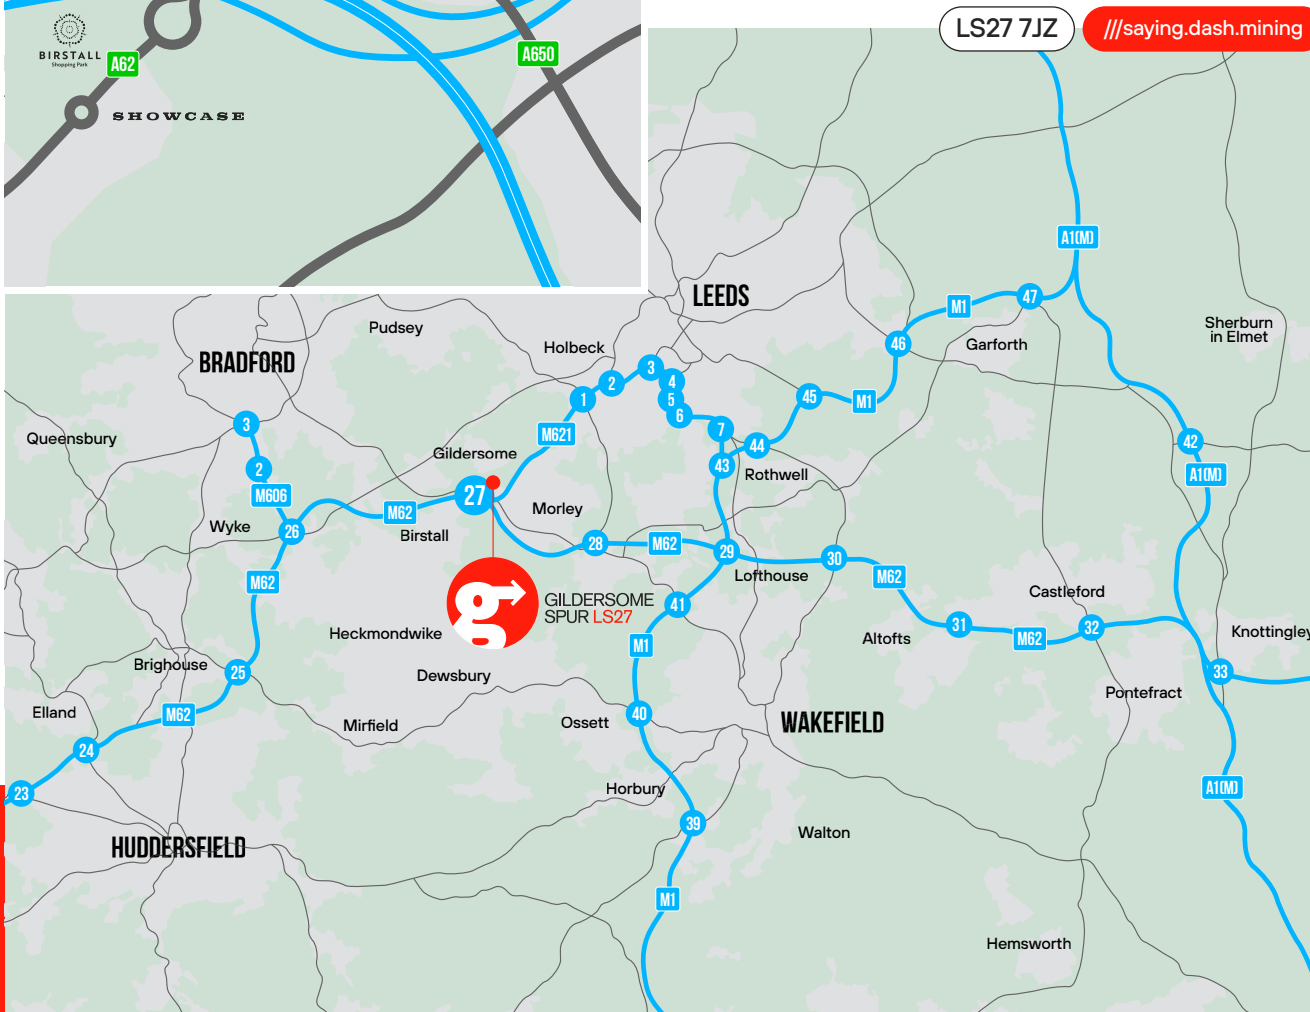 LS27 7JZ
///saying.dash.mining
BIRSTALL
Shopping Park
A62
A650
SHOWCASE
A1(M)
LEEDS
M1
47
Pudsey
Sherburn
in Elmet
Holbeck
46
Garforth
BRADFORD
3
4
2
5
1
6
45
M1
3
7
M621
Queensbury
44
42
Gildersome
43
Rothwell
A1(M)
2
M606
27
M62
Morley
Wyke
26
Birstall
28
M62
29
30
Lofthouse
M62
M62
Castleford
GILDERSOME
SPUR LS27
41
31
M62
32
Heckmondwike
M1
Altofts
Knottingley
Brighouse
25
Dewsbury
33
Pontefract
Elland
M62
Mirfield
Ossett
40
WAKEFIELD
24
23
Horbury
A1(M)
39
Walton
HUDDERSFIELD
M1
Hemsworth